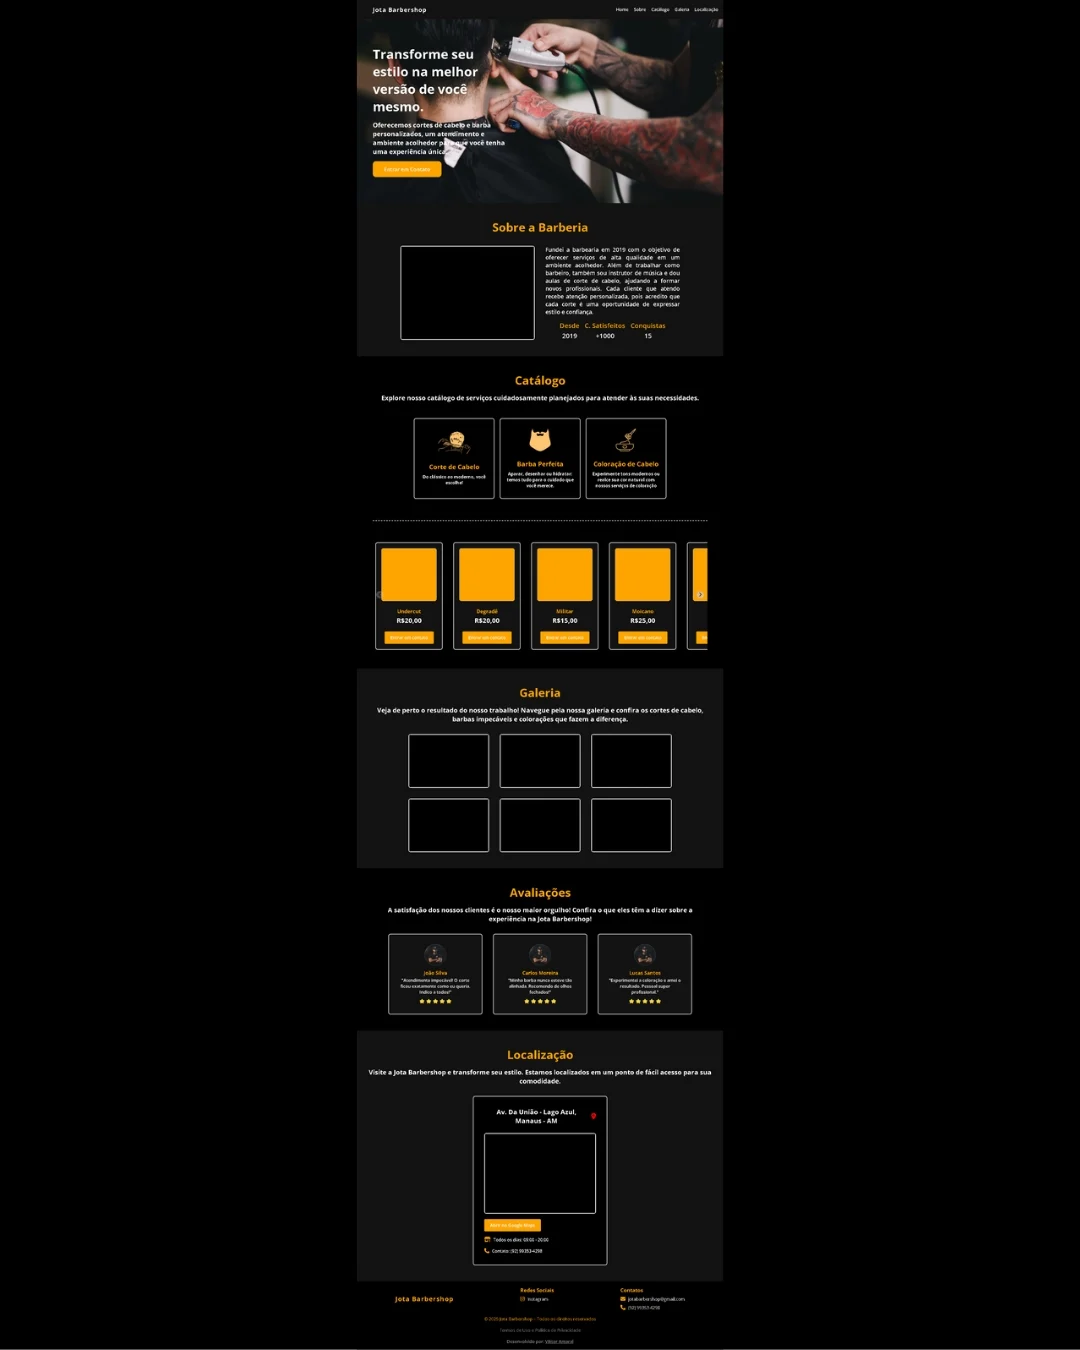 Jota Barbershop
Home Sobre Catálogo Galeria Localização
Transforme seu
estilo na melhor
versão de você
mesmo.
Oferecemos cortes de cabelo e barba
personalizados, um atendimento e
ambiente acolhedor para que você tenha
uma experiência única.
Entrar em Contato
Sobre a Barberia
Fundei a barbearia em 2019 com o objetivo de
oferecer serviços de alta qualidade em um
ambiente acolhedor. Além de trabalhar como
barbeiro, também sou instrutor de música e dou
aulas de corte de cabelo, ajudando a formar
novos profissionais. Cada cliente que atendo
recebe atenção personalizada, pois acredito que
cada corte é uma oportunidade de expressar
estilo e confiança.
Desde C. Satisfeitos Conquistas
2019 +1000 15
Catálogo
Explore nosso catálogo de serviços cuidadosamente planejados para atender às suas necessidades.
Corte de Cabelo
Do clássico ao moderno, você
escolhe!
Barba Perfeita
Aparar, desenhar ou hidratar:
temos tudo para o cuidado que
você merece.
Coloração de Cabelo
Experimente tons modernos ou
revive sua cor natural com
nossos serviços de coloração
Undercut
R$20,00
Entrar em contato
Degradê
R$20,00
Entrar em contato
Militar
R$15,00
Entrar em contato
Moicano
R$25,00
Entrar em contato
Galeria
Veja de perto o resultado do nosso trabalho! Navegue pela nossa galeria e confira os cortes de cabelo,
barbas impecáveis e colorações que fazem a diferença.
Avaliações
A satisfação dos nossos clientes é o nosso maior orgulho! Confira o que eles têm a dizer sobre a
experiência na Jota Barbershop!
João Silva
"Atendimento impecável! O corte
ficou exatamente como eu queria.
Indico a todos!"
Carlos Moreira
"Minha barba nunca esteve tão
alinhada. Recomendo de olhos
fechados!"
Lucas Santos
"Experimentei a coloração e amei o
resultado. Pessoal super
profissional."
Localização
Visite a Jota Barbershop e transforme seu estilo. Estamos localizados em um ponto de fácil acesso para sua
comodidade.
Av. Da União - Lago Azul,
Manaus - AM
Abrir no Google Maps
Todos os dias: 09:00 - 20:00
Contato: (92) 99353-4298
Jota Barbershop
Redes Sociais
Instagram
Contatos
jotabarbershop@gmail.com
(92) 99353-4298
Jota Barbershop - Todos os direitos reservados
Política de Privacidade
Desenvolvido por: